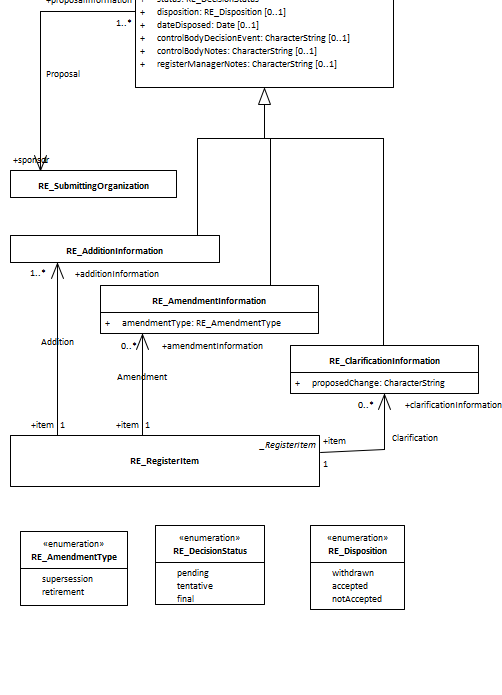 +proposalInformation
status: RE_DecisionStatus
+ disposition: RE_Disposition [0..1]
1..*
+ dateDisposed: Date [0..1]
+ controlBodyDecisionEvent: CharacterString [0..1]
+ controlBodyNotes: CharacterString [0..1]
+ registerManagerNotes: CharacterString [0..1]
Proposal
+sponsor
RE_SubmittingOrganization
RE_AdditionInformation
1..* +additionInformation
RE_AmendmentInformation
+ amendmentType: RE_AmendmentType
Addition
0..* +amendmentInformation
RE_ClarificationInformation
+ proposedChange: CharacterString
Amendment
0..* +clarificationInformation
+item 1
+item 1
Clarification
_RegisterItem
RE_RegisterItem
+item
1
«enumeration»
RE_AmendmentType
supersession
retirement
«enumeration»
RE_DecisionStatus
pending
tentative
final
«enumeration»
RE_Disposition
withdrawn
accepted
notAccepted